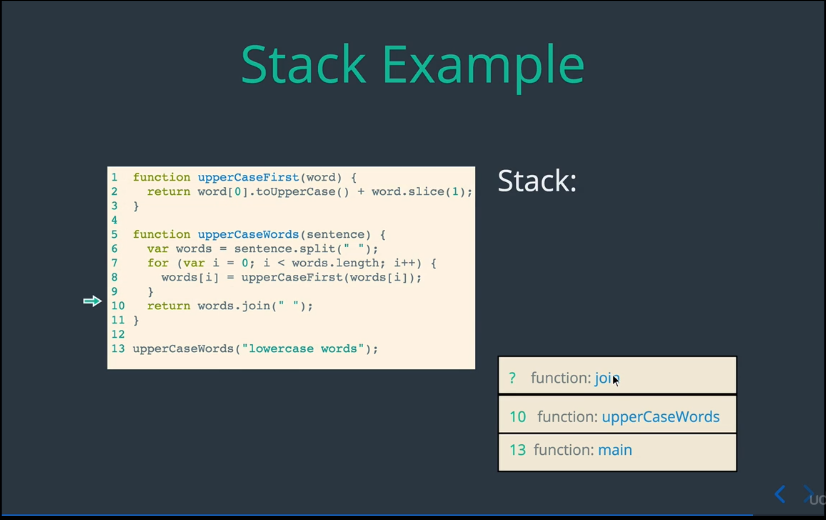 Stack Example
1 function upperCaseFirst(word) {
2 return word[0].toUpperCase() + word.slice(1);
3 }
4
5 function upperCaseWords(sentence) {
6 var words = sentence.split(" ");
7 for (var i = 0; i < words.length; i++) {
8 words[i] = upperCaseFirst(words[i]);
9 }
10 return words.join(" ");
11 }
12
13 upperCaseWords("lowercase words");
Stack:
? function: join
10 function: upperCaseWords
13 function: main
UC